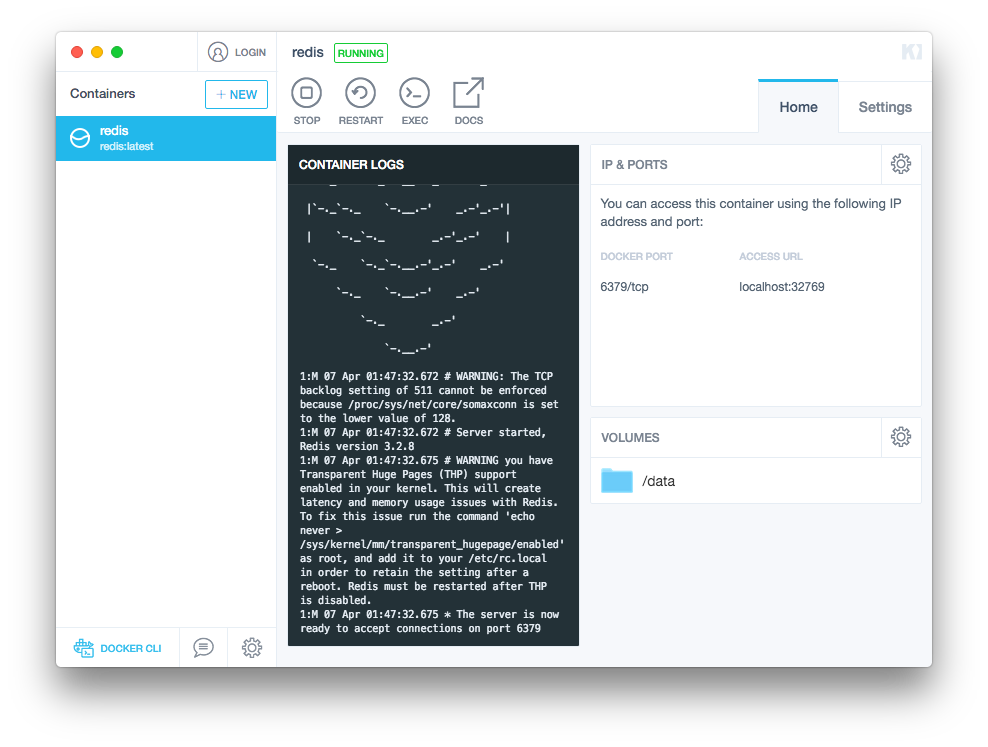 LOGIN
Containers
+ NEW
redis
redis:latest
DOCKER CLI
redis RUNNING
STOP RESTART EXEC DOCS
Home Settings
CONTAINER LOGS
|`-._`-._    `-.__.-'    _.-'_.-'|
|    `-._`-._        _.-'_.-'    |
`-._    `-._`-.__.-'_.-'    _.-'
`-._    `-.__.-'    _.-'
`-._        _.-'
`-.__.-'
1:M 07 Apr 01:47:32.672 # WARNING: The TCP
backlog setting of 511 cannot be enforced
because /proc/sys/net/core/somaxconn is set
to the lower value of 128.
1:M 07 Apr 01:47:32.672 # Server started,
Redis version 3.2.8
1:M 07 Apr 01:47:32.675 # WARNING you have
Transparent Huge Pages (THP) support
enabled in your kernel. This will create
latency and memory usage issues with Redis.
To fix this issue run the command 'echo
never >
/sys/kernel/mm/transparent_hugepage/enabled'
as root, and add it to your /etc/rc.local
in order to retain the setting after a
reboot. Redis must be restarted after THP
is disabled.
1:M 07 Apr 01:47:32.675 * The server is now
ready to accept connections on port 6379
IP & PORTS
You can access this container using the following IP
address and port:
DOCKER PORT ACCESS URL
6379/tcp localhost:32769
VOLUMES
/data